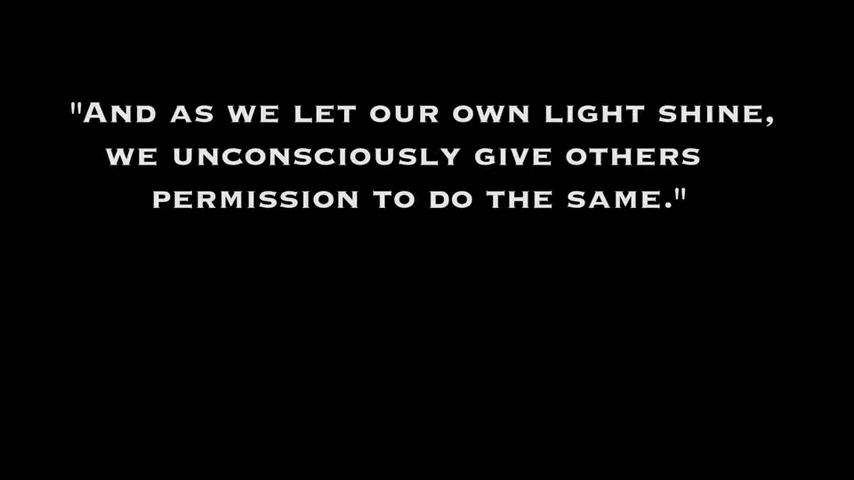 "And as we let our own light shine,
we unconsciously give others
permission to do the same."